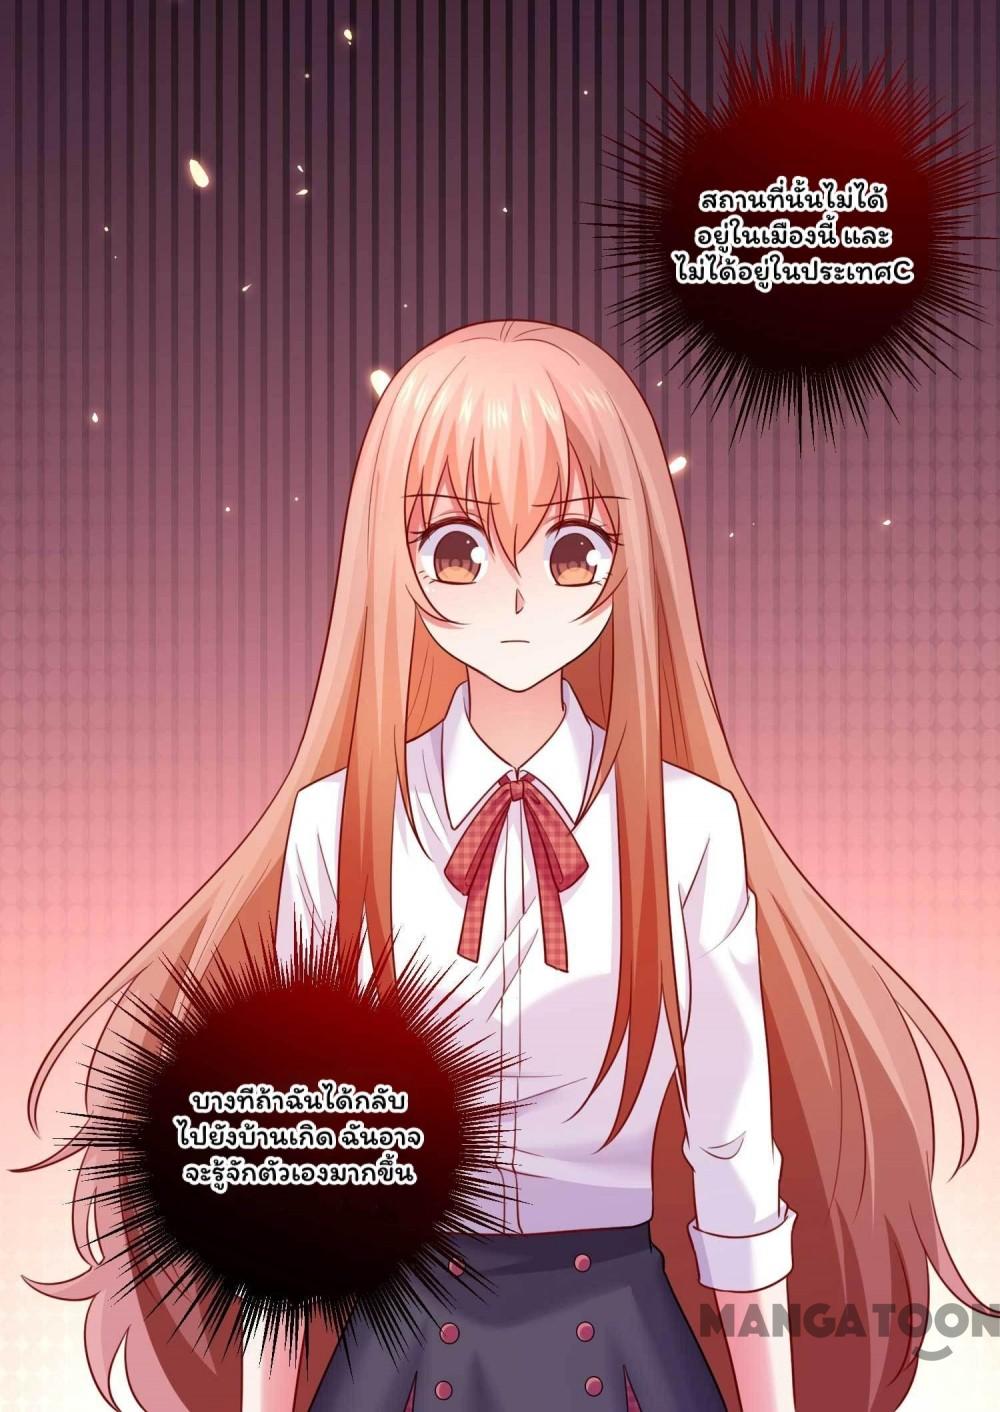 สถานที่นั้นไม่ได้
อยู่ในเมืองนี้ และ
ไม่ได้อยู่ในประเทศC
บางทีถ้าฉันได้กลับ
ไปยังบ้านเกิด ฉันอาจ
จะรู้จักตัวเองมากขึ้น
MANGATOON